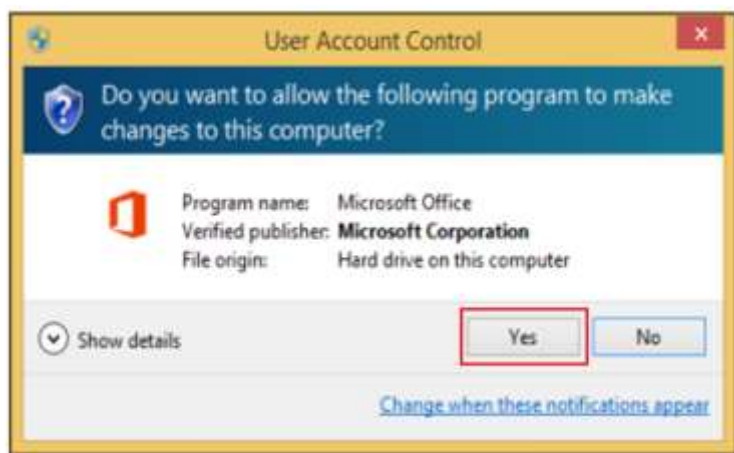 User Account Control
x
Do you want to allow the following program to make
changes to this computer?
Program name: Microsoft Office
Verified publisher: Microsoft Corporation
File origin: Hard drive on this computer
Show details
Yes
No
Change when these notifications appear